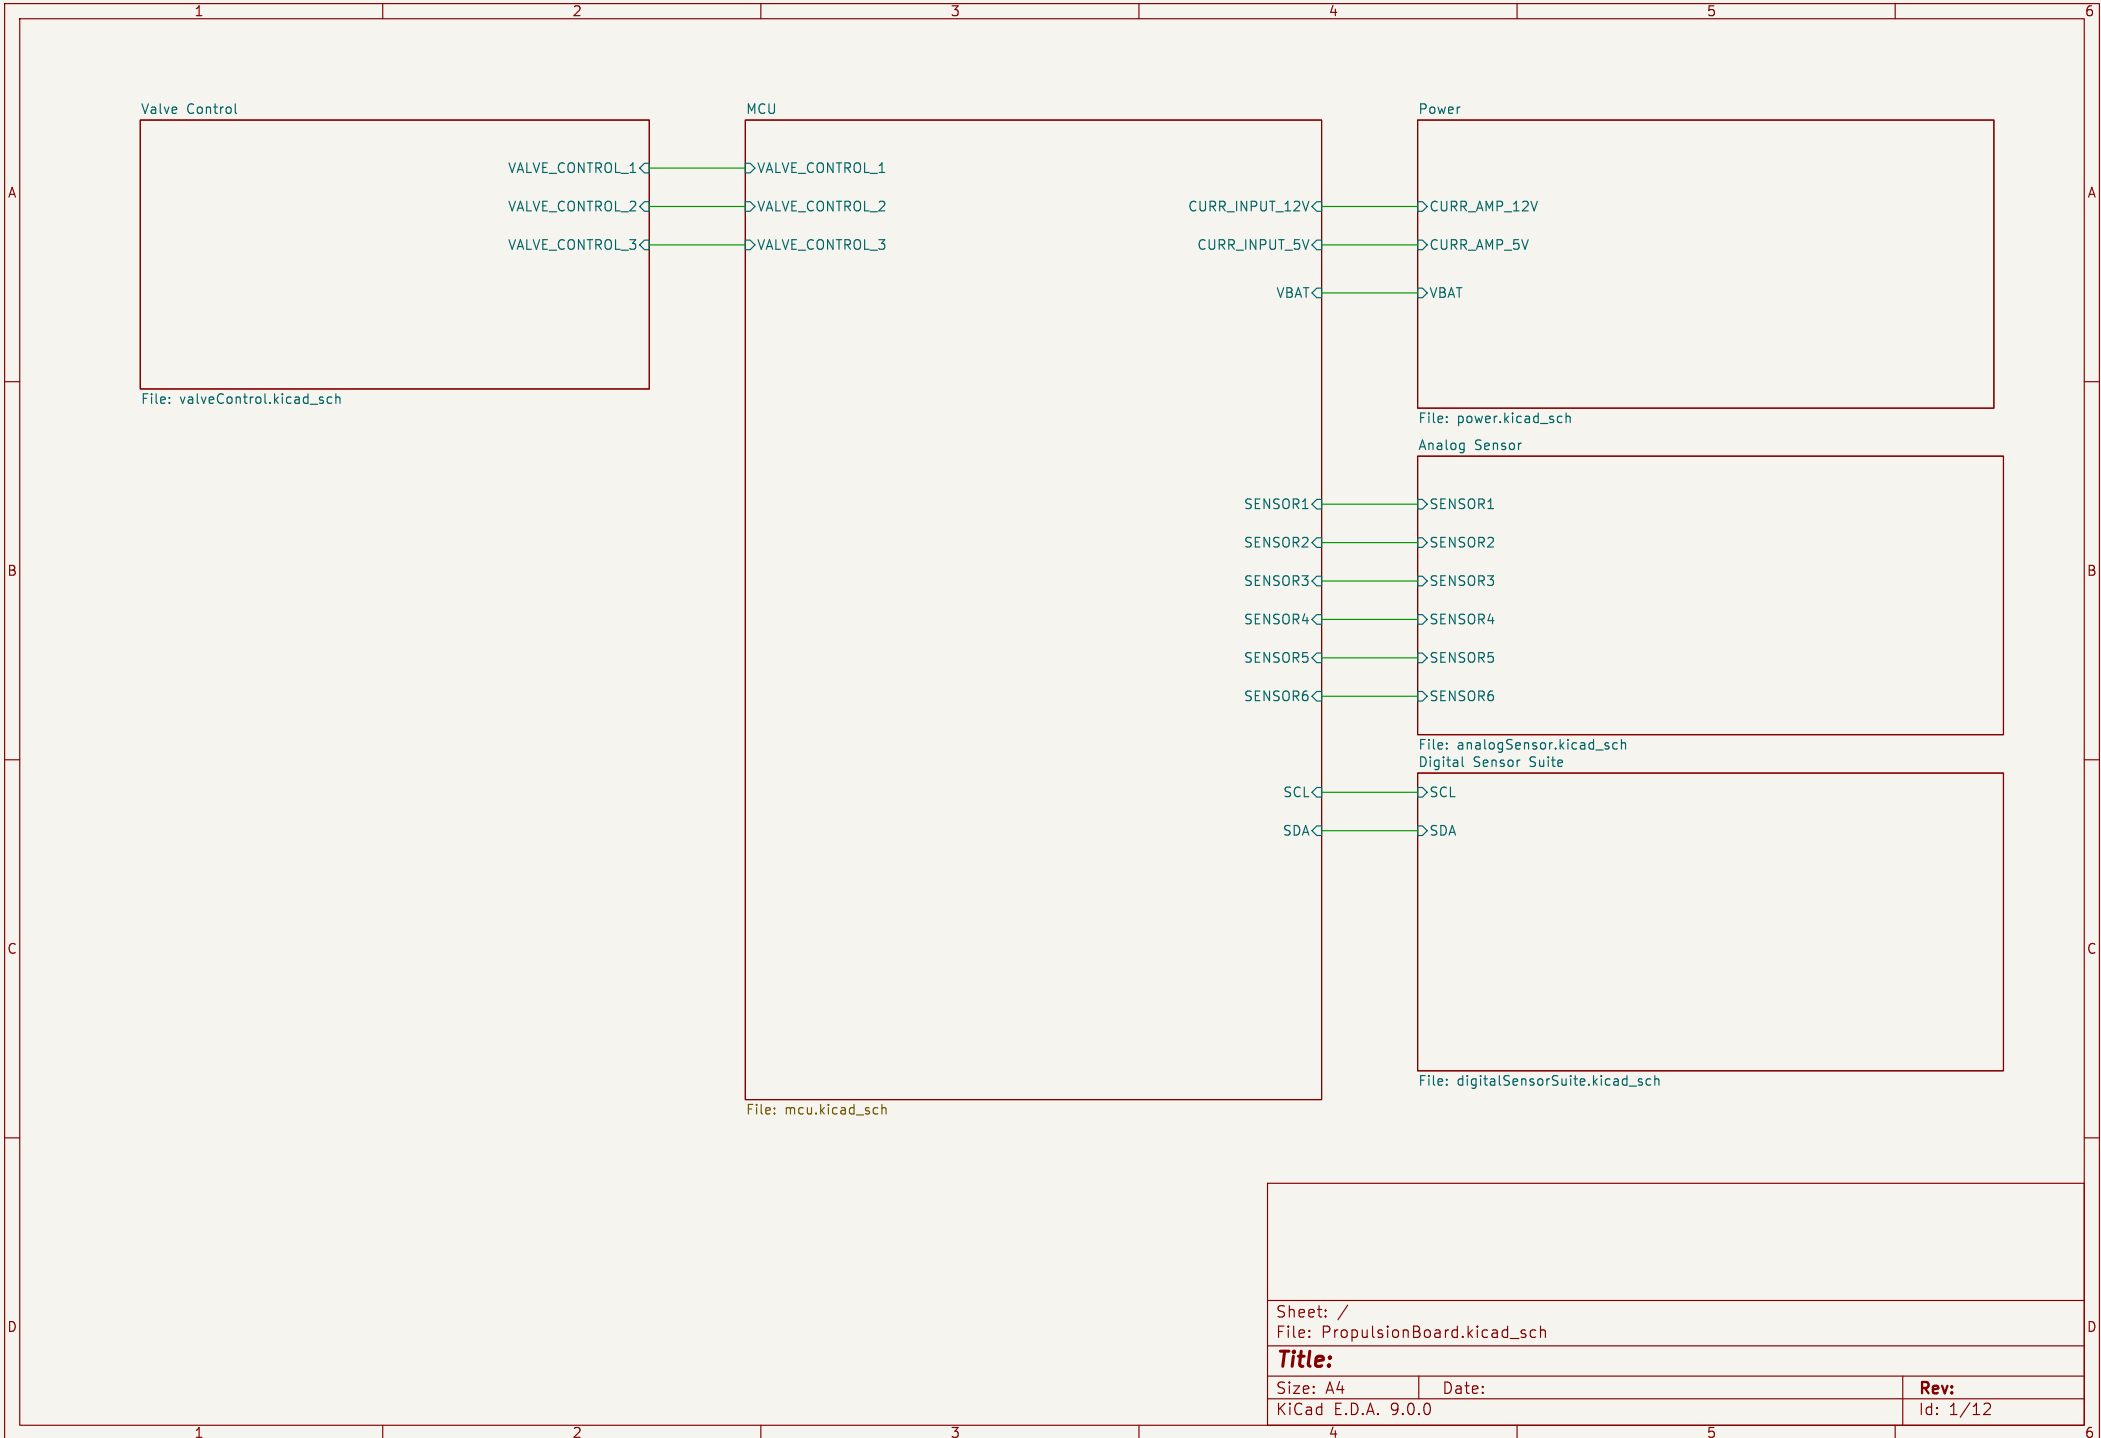 1 2 3 4 5 6
Valve Control
MCU
Power
VALVE_CONTROL_1
VALVE_CONTROL_1
A
A
VALVE_CONTROL_2
VALVE_CONTROL_2
CURR_INPUT_12V
CURR_AMP_12V
VALVE_CONTROL_3
VALVE_CONTROL_3
CURR_INPUT_5V
CURR_AMP_5V
VBAT
VBAT
File: valveControl.kicad_sch
File: power.kicad_sch
Analog Sensor
SENSOR1
SENSOR1
SENSOR2
SENSOR2
B
B
SENSOR3
SENSOR3
SENSOR4
SENSOR4
SENSOR5
SENSOR5
SENSOR6
SENSOR6
File: analogSensor.kicad_sch
Digital Sensor Suite
SCL
SCL
SDA
SDA
C
C
File: digitalSensorSuite.kicad_sch
File: mcu.kicad_sch
Sheet: /
D
D
File: PropulsionBoard.kicad_sch
Title:
Size: A4
Date:
Rev:
KiCad E.D.A. 9.0.0
Id: 1/12
1 2 3 4 5 6